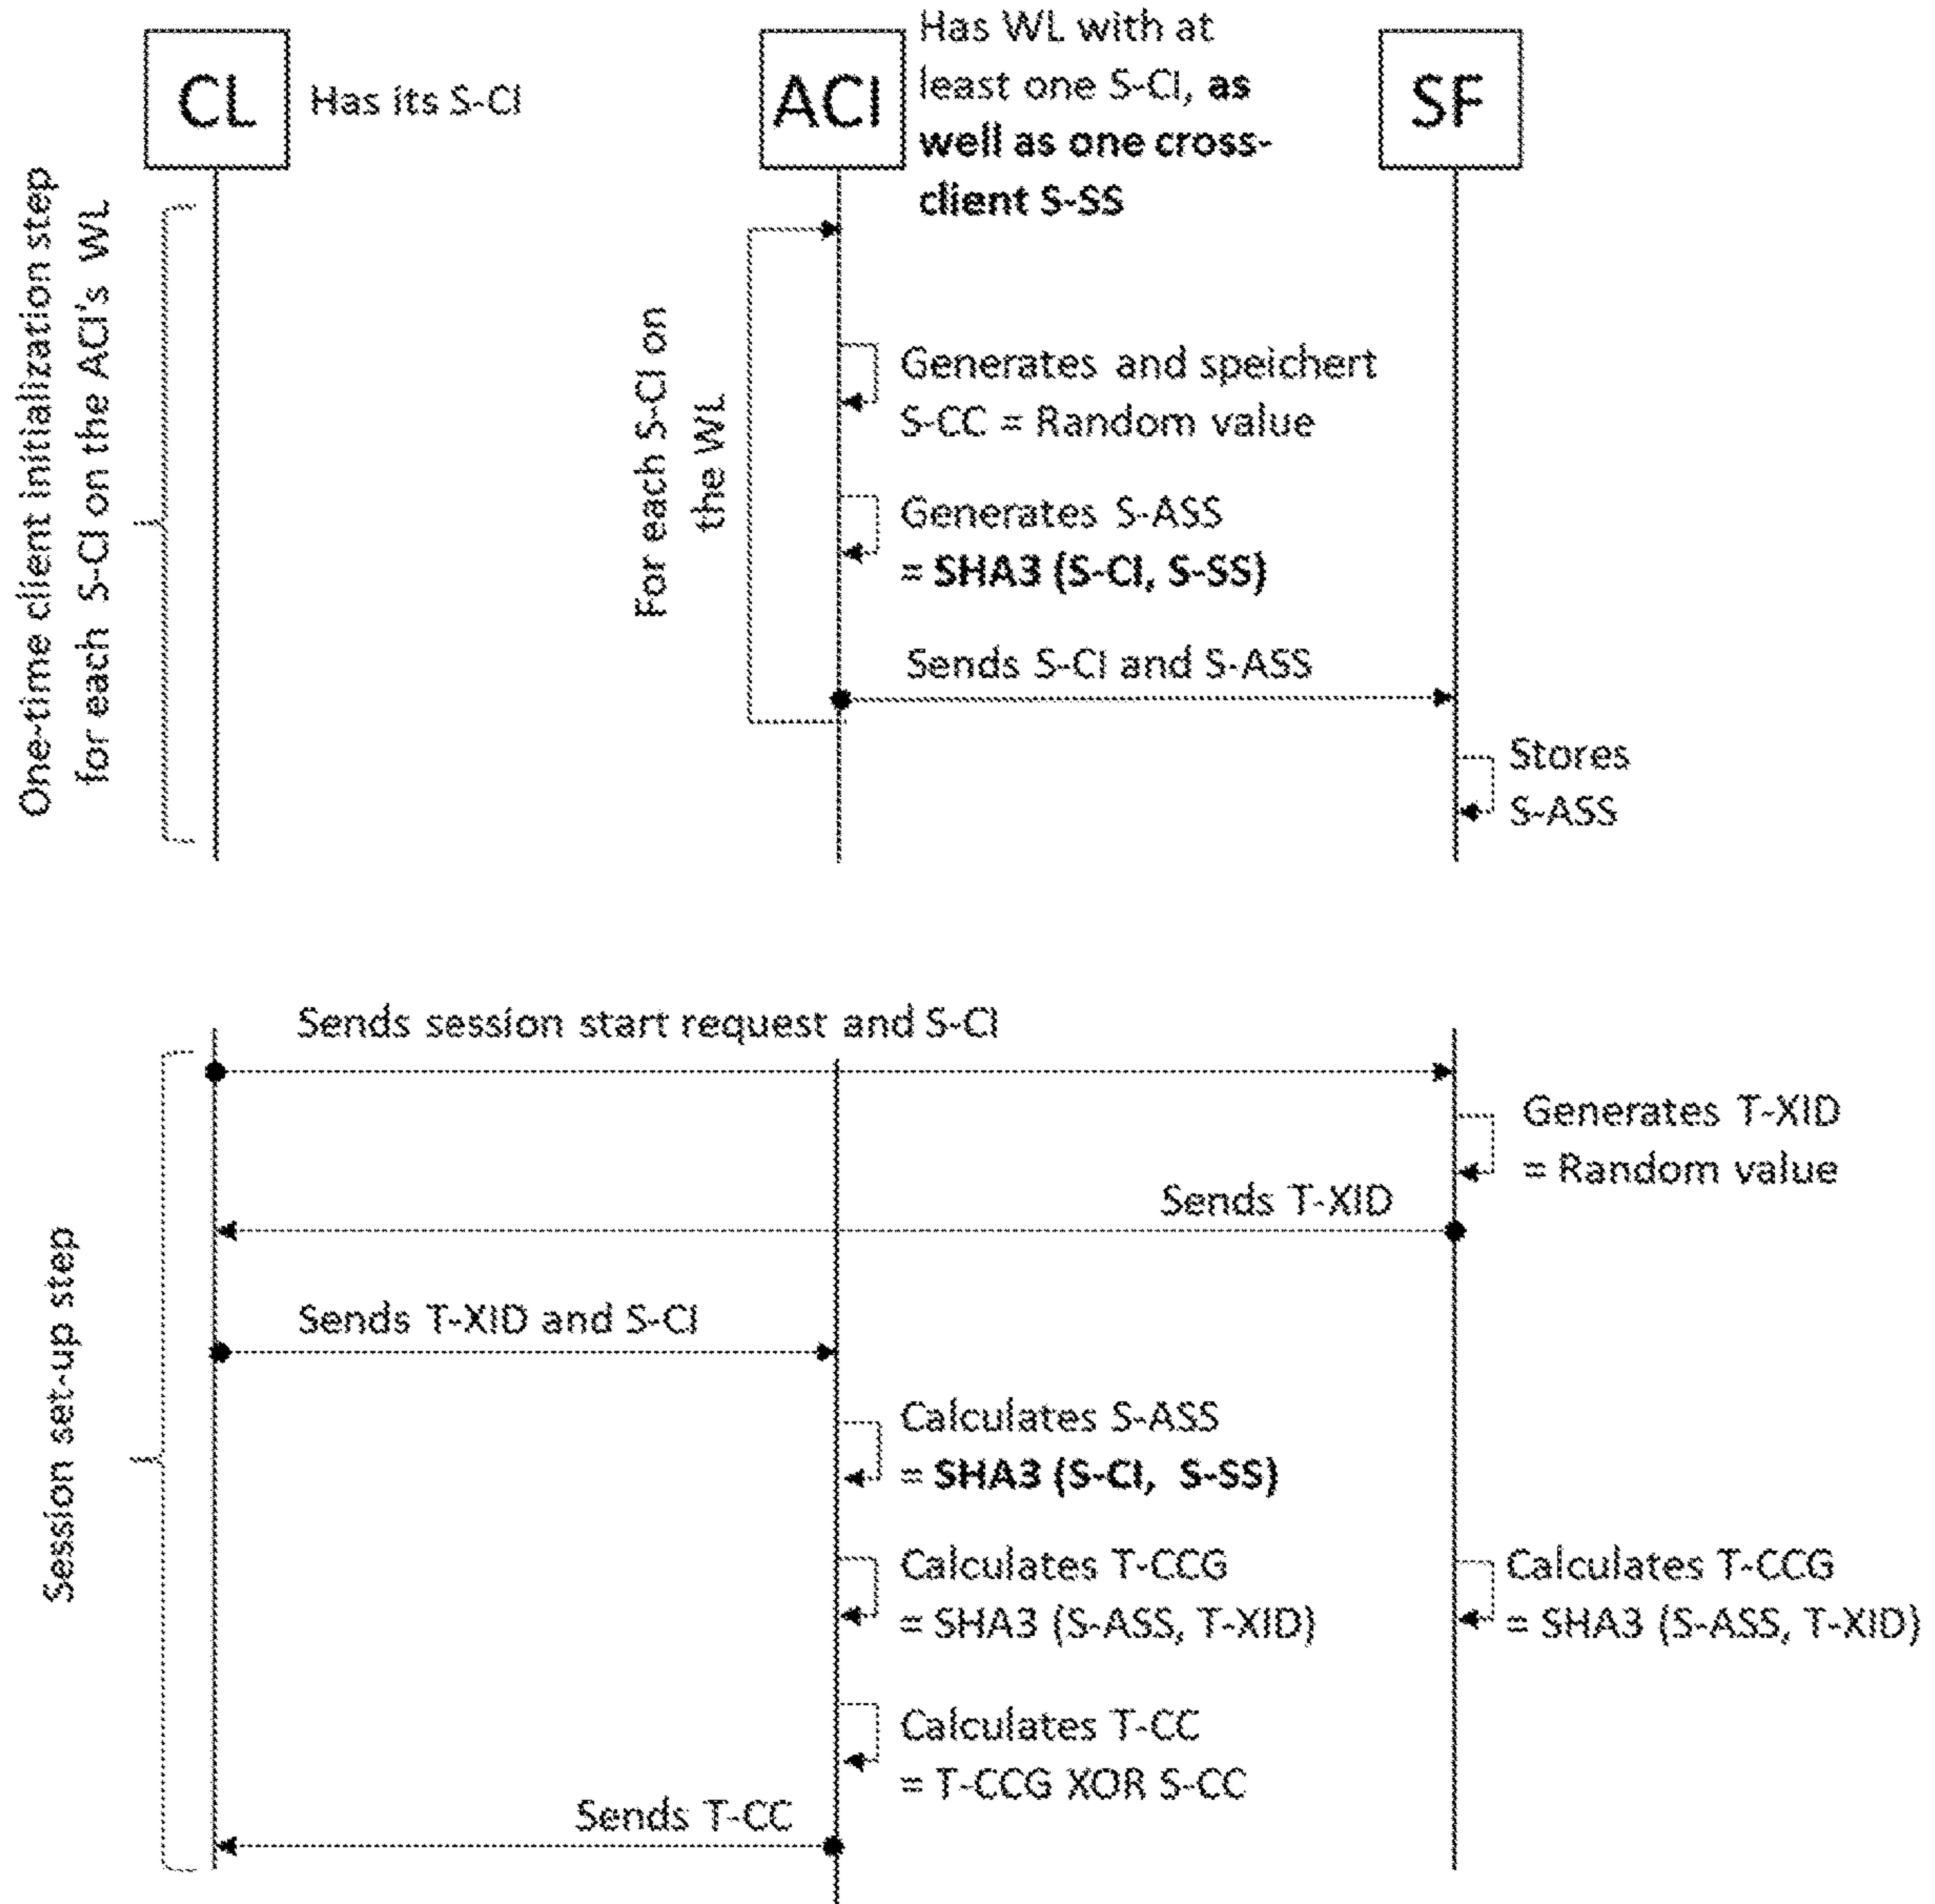 CL
Has its S-CI
ACI
Has WL with at
least one S-CI, as
well as one cross-
client S-SS
SF
One-time client initialization step
for each S-CI on the ACI's WL
For each S-CI on
the WL
Generates and speichert
S-CC = Random value
Generates S-ASS
= SHA3 (S-CI, S-SS)
Sends S-CI and S-ASS
Stores
S-ASS
Session set-up step
Sends session start request and S-CI
Generates T-XID
= Random value
Sends T-XID
Sends T-XID and S-CI
Calculates S-ASS
= SHA3 (S-CI, S-SS)
Calculates T-CCG
= SHA3 (S-ASS, T-XID)
Calculates T-CCG
= SHA3 (S-ASS, T-XID)
Calculates T-CC
= T-CCG XOR S-CC
Sends T-CC